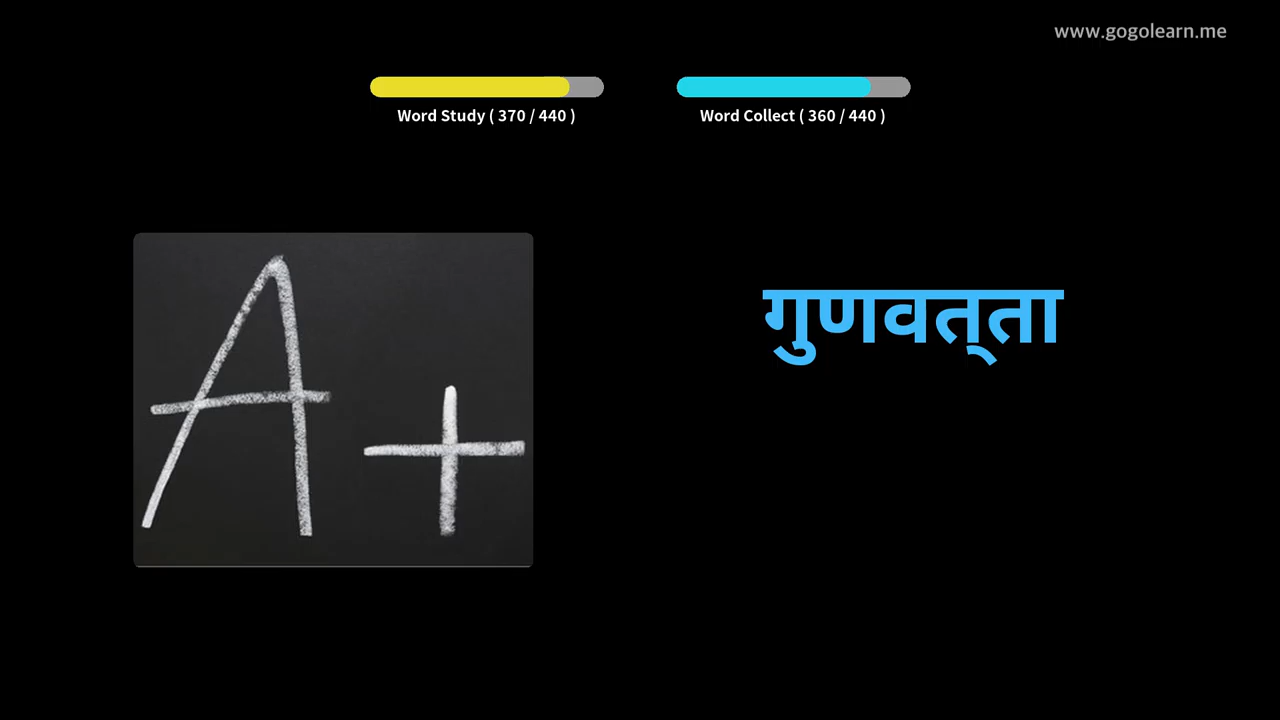 www.gogolearn.me
Word Study ( 370 / 440 )
Word Collect ( 360 / 440 )
A+
गुणवत्‌ता